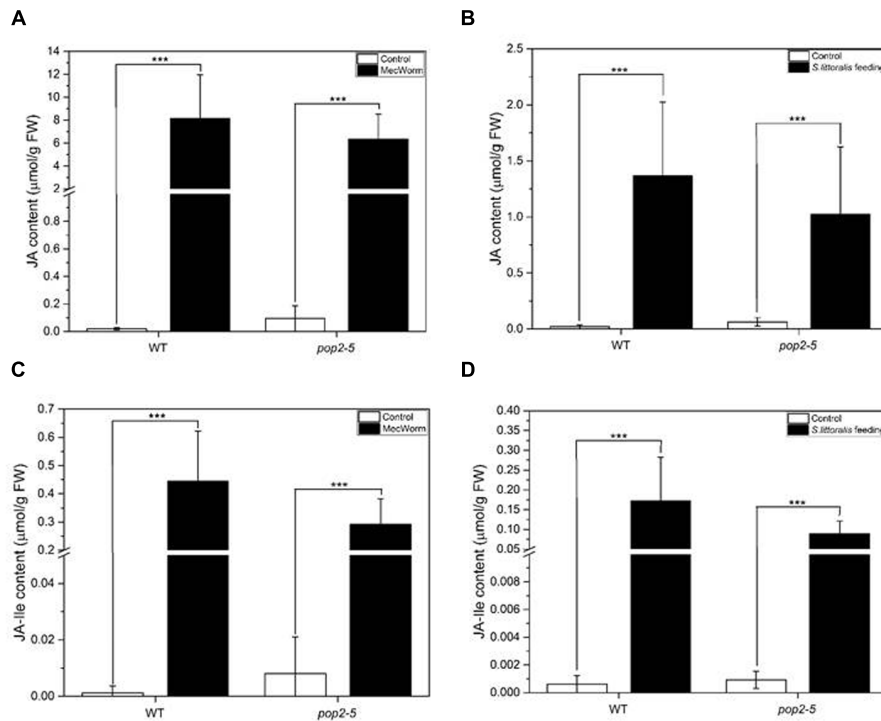 A
JA content (μmol/g FW)
14
12
10
8
6
4
2
0.8
0.6
0.4
0.2
0.0
***
***
Control
MecWorm
WT
pop2-5
B
JA content (μmol/g FW)
2.5
2.0
1.5
1.0
0.5
0.0
***
***
Control
S.littoralis feeding
WT
pop2-5
C
JA-Ile content (μmol/g FW)
0.7
0.6
0.5
0.4
0.3
0.2
0.04
0.02
0.00
***
***
Control
MecWorm
WT
pop2-5
D
JA-Ile content (μmol/g FW)
0.40
0.35
0.30
0.25
0.20
0.15
0.10
0.05
0.008
0.006
0.004
0.002
0.000
***
***
Control
S.littoralis feeding
WT
pop2-5